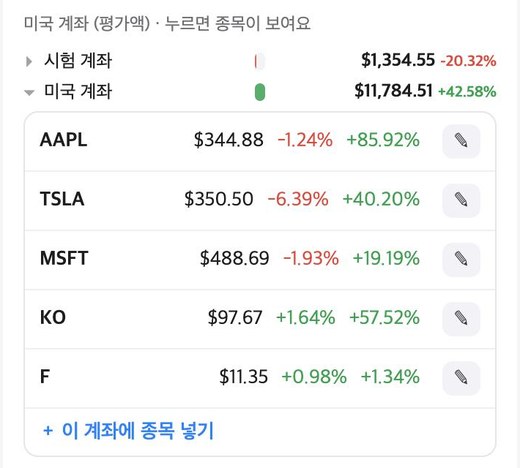 미국 계좌 (평가액) · 누르면 종목이 보여요
▶ 시험 계좌 $1,354.55 -20.32%
▼ 미국 계좌 $11,784.51 +42.58%
AAPL $344.88 -1.24% +85.92% ✎
TSLA $350.50 -6.39% +40.20% ✎
MSFT $488.69 -1.93% +19.19% ✎
KO $97.67 +1.64% +57.52% ✎
F $11.35 +0.98% +1.34% ✎
+ 이 계좌에 종목 넣기